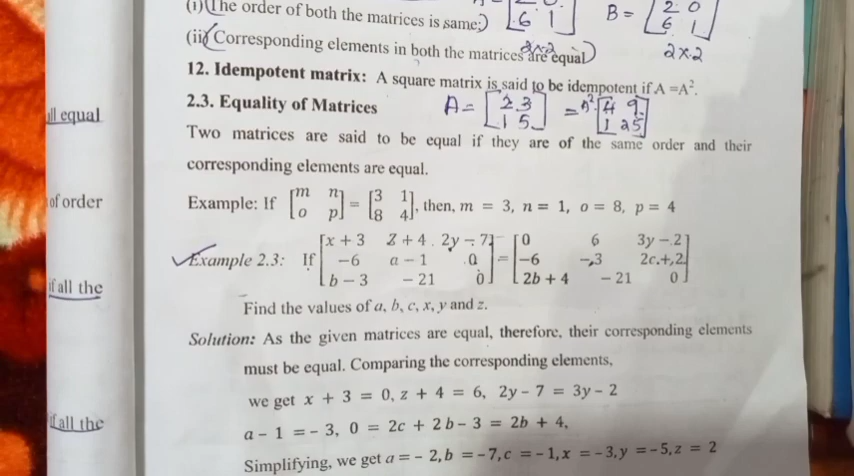 (i) (The order of both the matrices is same;) [ 6 1 ] B = [ 2 0
6 1 ]
(ii) (Corresponding elements in both the matrices are equal) 2x2 2x2
12. Idempotent matrix: A square matrix is said to be idempotent if A =A².
2.3. Equality of Matrices A = [ 2 3
1 5 ] = A² [ 4 9
1 25 ]
Two matrices are said to be equal if they are of the same order and their
corresponding elements are equal.
Example: If [m n
o p] = [3 1
8 4], then, m = 3, n = 1, o = 8, p = 4
Example 2.3: If [x + 3 Z + 4 . 2y − 7
−6 a − 1 0
b − 3 − 21 0] = [0 6 3y − 2
−6 −3 2c + 2
2b + 4 − 21 0]
Find the values of a, b, c, x, y and z.
Solution: As the given matrices are equal, therefore, their corresponding elements
must be equal. Comparing the corresponding elements,
we get x + 3 = 0, z + 4 = 6, 2y − 7 = 3y − 2
a − 1 = − 3, 0 = 2c + 2 b − 3 = 2b + 4,
Simplifying, we get a = − 2, b = −7, c = − 1, x = −3, y = −5, z = 2
equal
of order
if all the
if all the